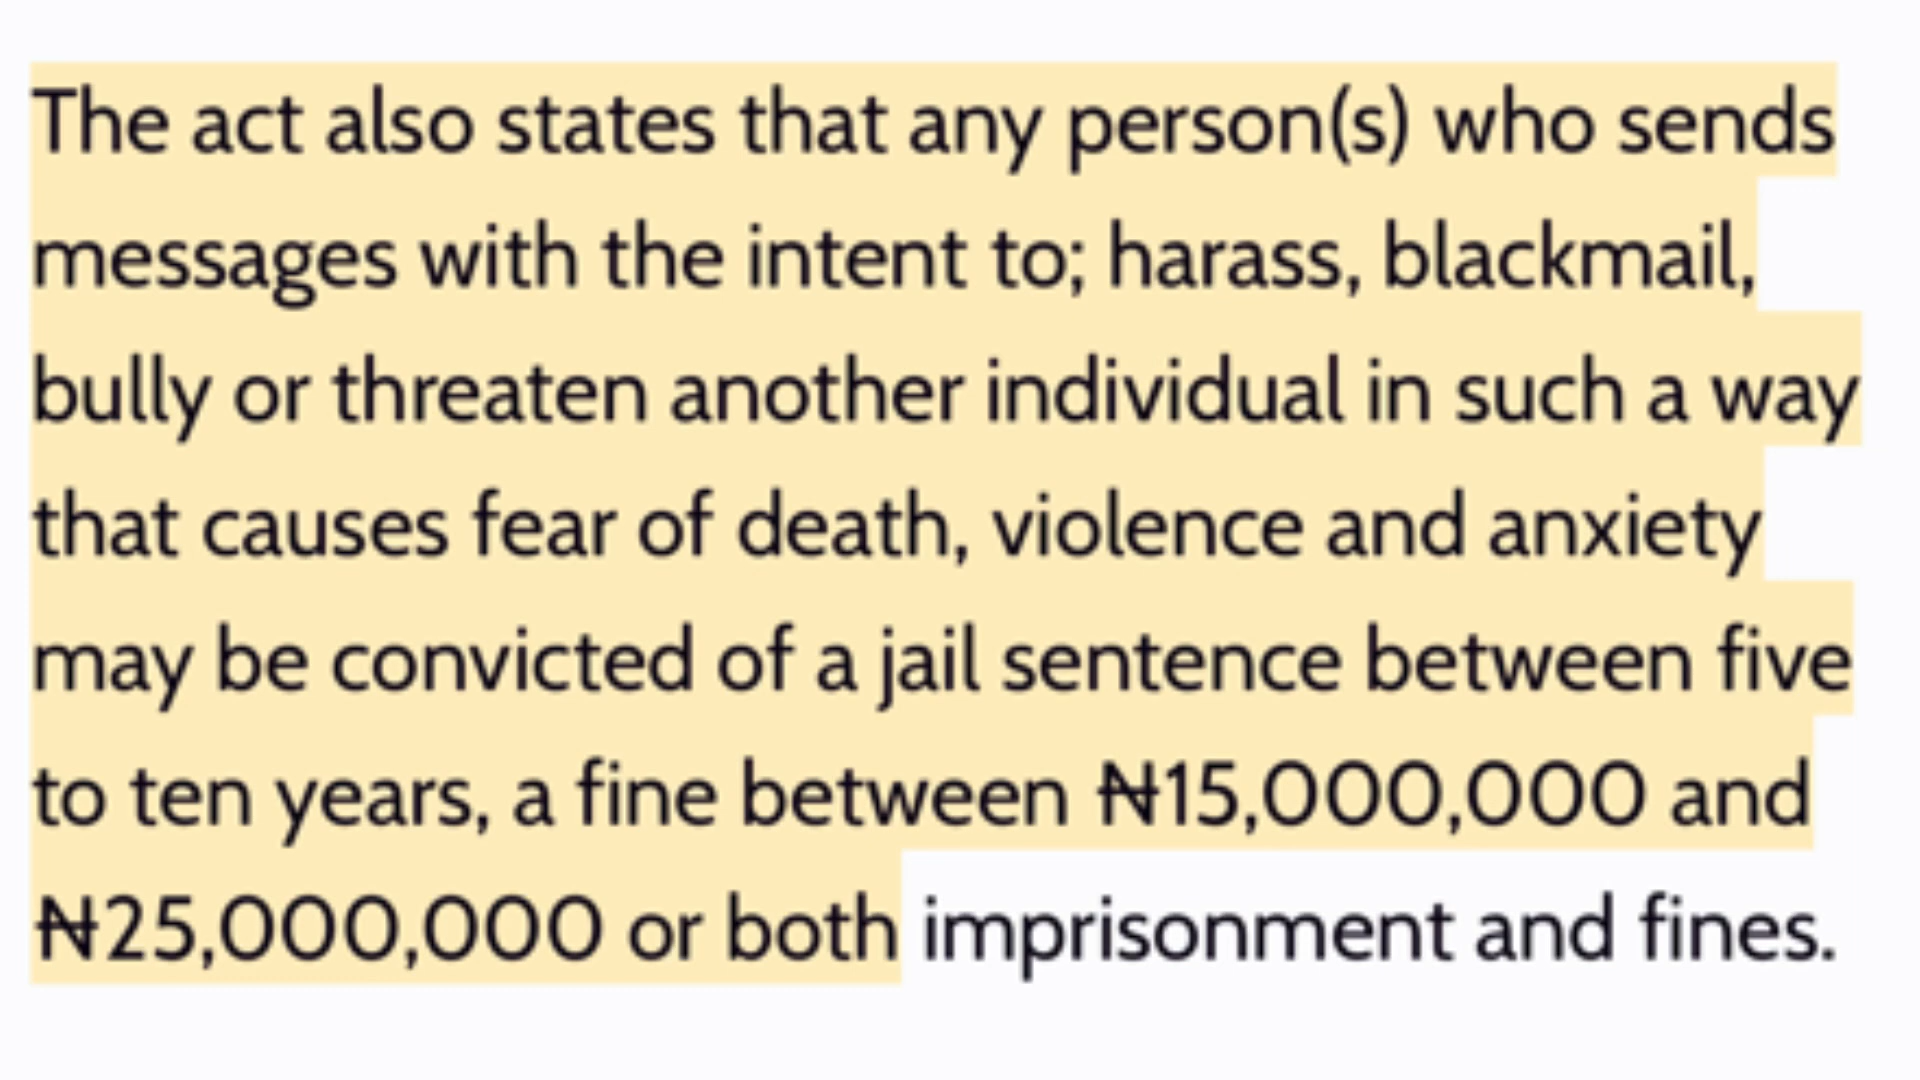 The act also states that any person(s) who sends
messages with the intent to; harass, blackmail,
bully or threaten another individual in such a way
that causes fear of death, violence and anxiety
may be convicted of a jail sentence between five
to ten years, a fine between ₦15,000,000 and
₦25,000,000 or both imprisonment and fines.